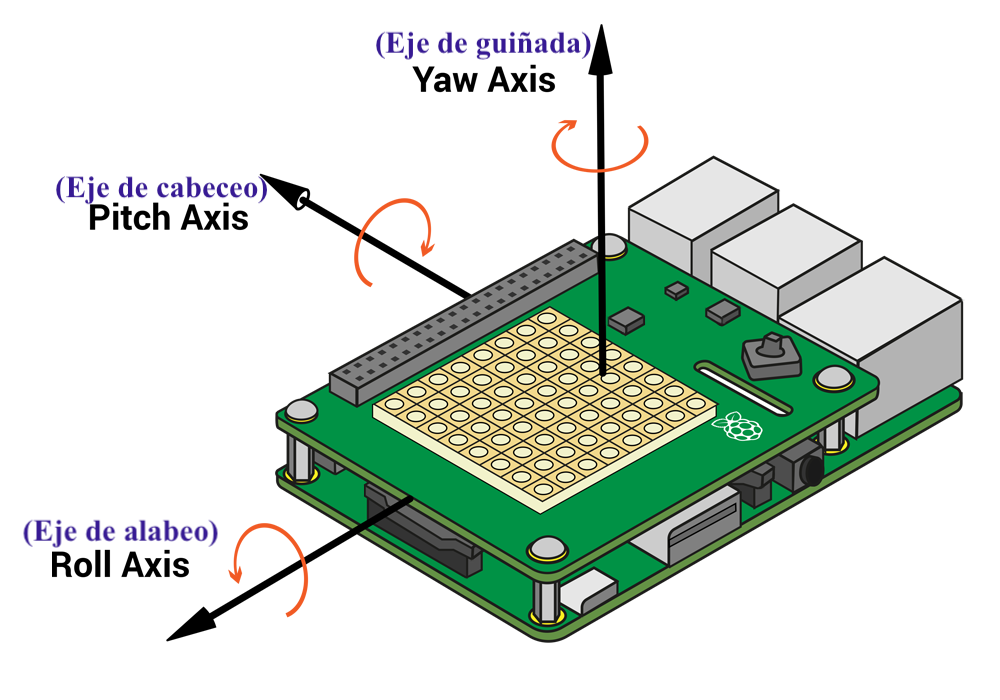 (Eje de guiñada)
Yaw Axis
(Eje de cabeceo)
Pitch Axis
(Eje de alabeo)
Roll Axis